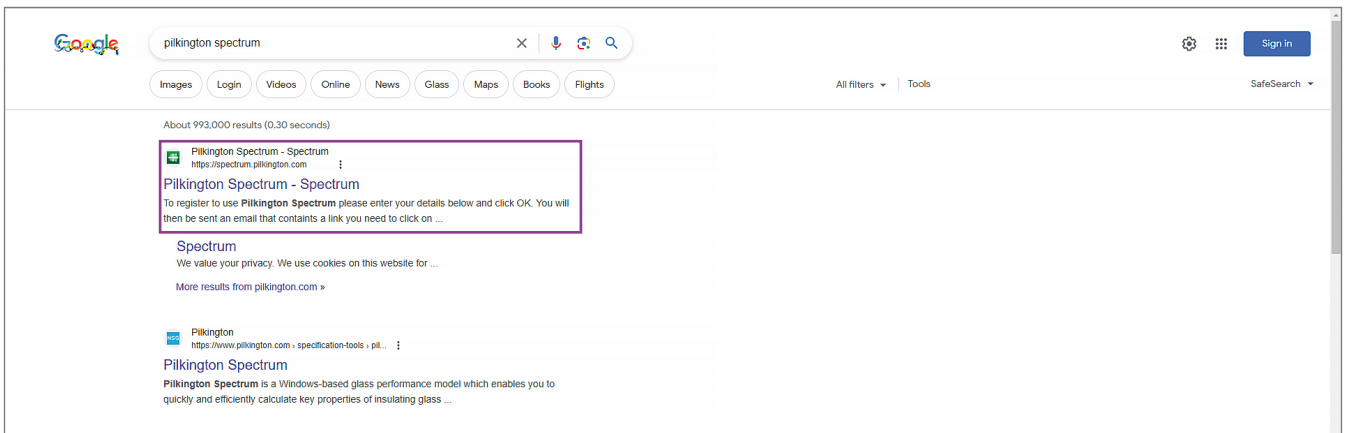 Google
pilkington spectrum
Sign in
Images Login Videos Online News Glass Maps Books Flights All filters Tools SafeSearch
About 993,000 results (0.30 seconds)
Pilkington Spectrum - Spectrum
https://spectrum.pilkington.com
Pilkington Spectrum - Spectrum
To register to use Pilkington Spectrum please enter your details below and click OK. You will
then be sent an email that containts a link you need to click on ...
Spectrum
We value your privacy. We use cookies on this website for ...
More results from pilkington.com »
NSG
Pilkington
https://www.pilkington.com › specification-tools › pil...
Pilkington Spectrum
Pilkington Spectrum is a Windows-based glass performance model which enables you to
quickly and efficiently calculate key properties of insulating glass ...